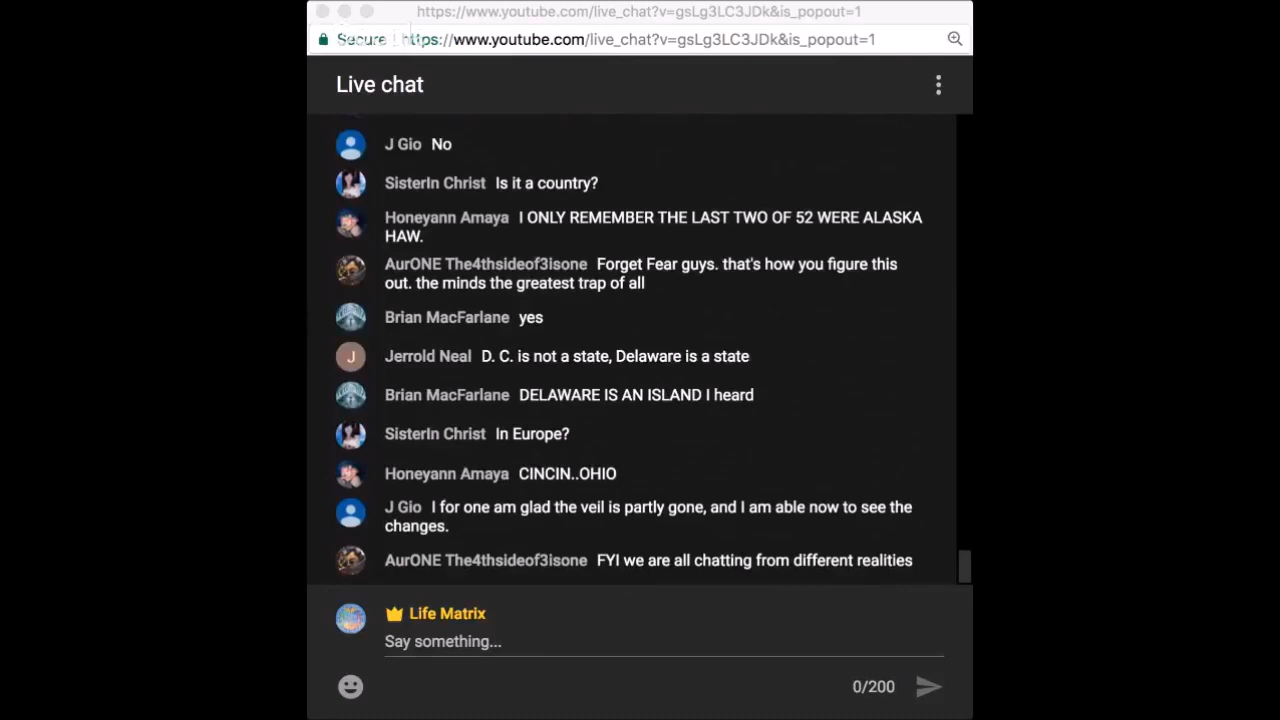 https://www.youtube.com/live_chat?v=gsLg3LC3JDk&is_popout=1
Secure https://www.youtube.com/live_chat?v=gsLg3LC3JDk&is_popout=1
Live chat
J Gio No
SisterIn Christ Is it a country?
Honeyann Amaya I ONLY REMEMBER THE LAST TWO OF 52 WERE ALASKA
HAW.
AurONE The4thsideof3isone Forget Fear guys. that's how you figure this
out. the minds the greatest trap of all
Brian MacFarlane yes
J
Jerrold Neal D. C. is not a state, Delaware is a state
Brian MacFarlane DELAWARE IS AN ISLAND I heard
SisterIn Christ In Europe?
Honeyann Amaya CINCIN..OHIO
J Gio I for one am glad the veil is partly gone, and I am able now to see the
changes.
AurONE The4thsideof3isone FYI we are all chatting from different realities
Life Matrix
Say something...
0/200